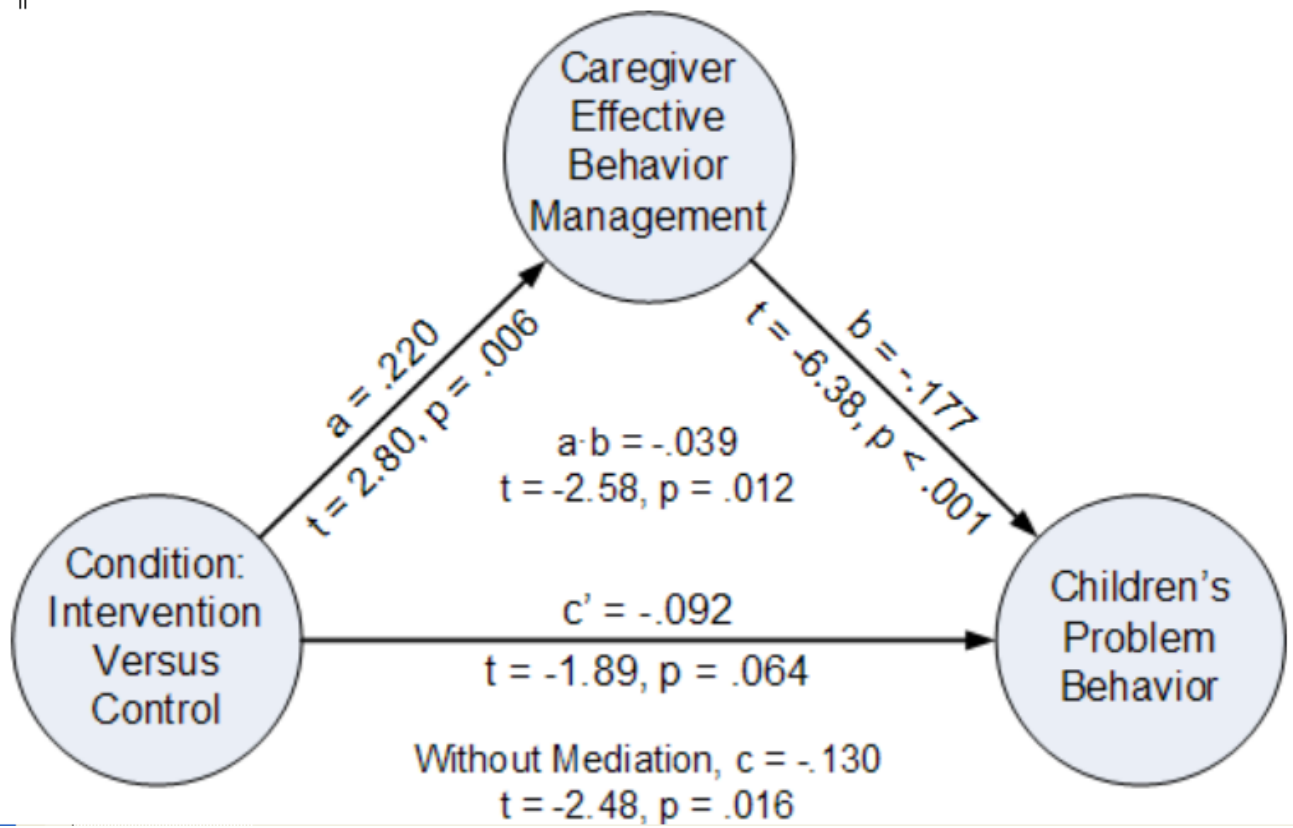 Caregiver
Effective
Behavior
Management
a = .220
t = 2.80, p = .006
b = -.177
t = -6.38, p < .001
a·b = -.039
t = -2.58, p = .012
Condition:
Intervention
Versus
Control
c’ = -.092
t = -1.89, p = .064
Children’s
Problem
Behavior
Without Mediation, c = -.130
t = -2.48, p = .016